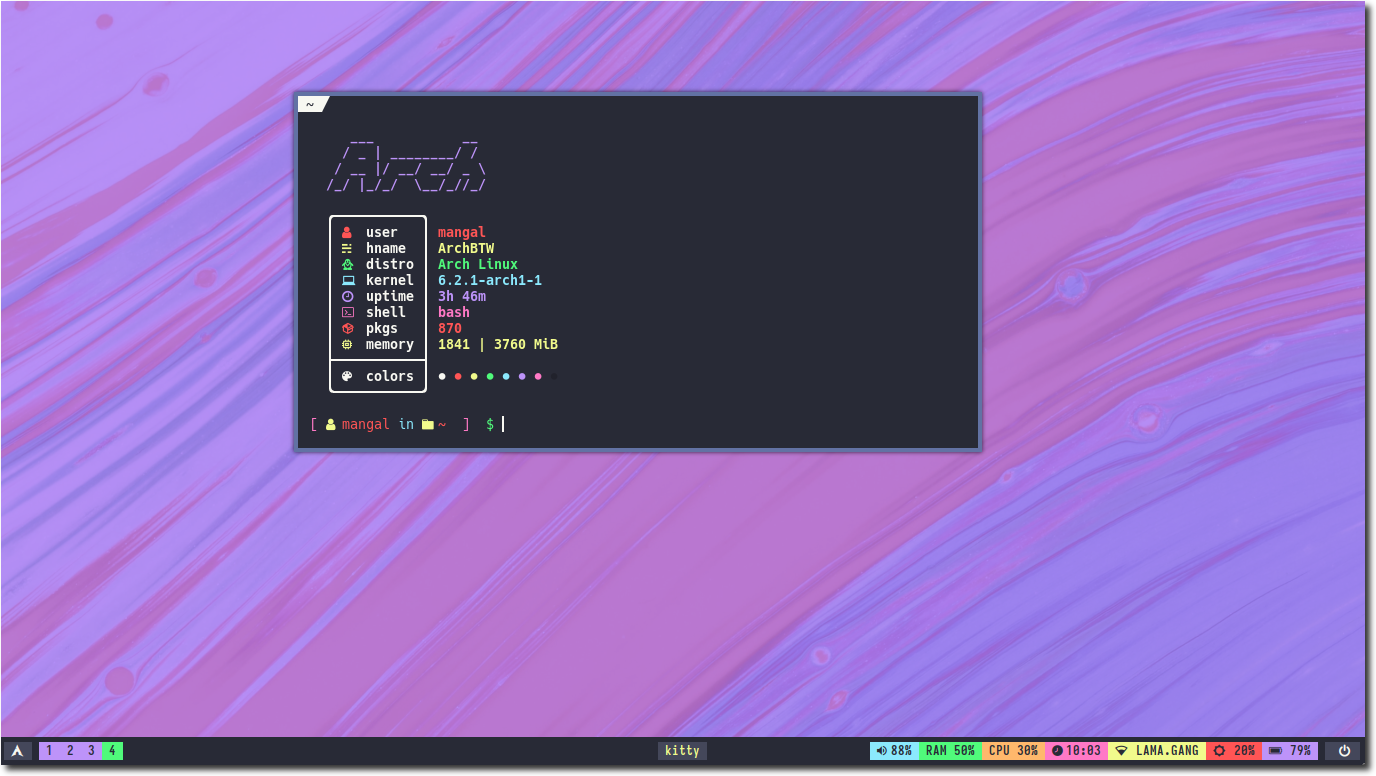 ~
Arch
user mangal
hname ArchBTW
distro Arch Linux
kernel 6.2.1-arch1-1
uptime 3h 46m
shell bash
pkgs 870
memory 1841 | 3760 MiB
colors
[ mangal in ~ ] $
1 2 3 4 kitty 88% RAM 50% CPU 30% 10:03 LAMA.GANG 20% 79%